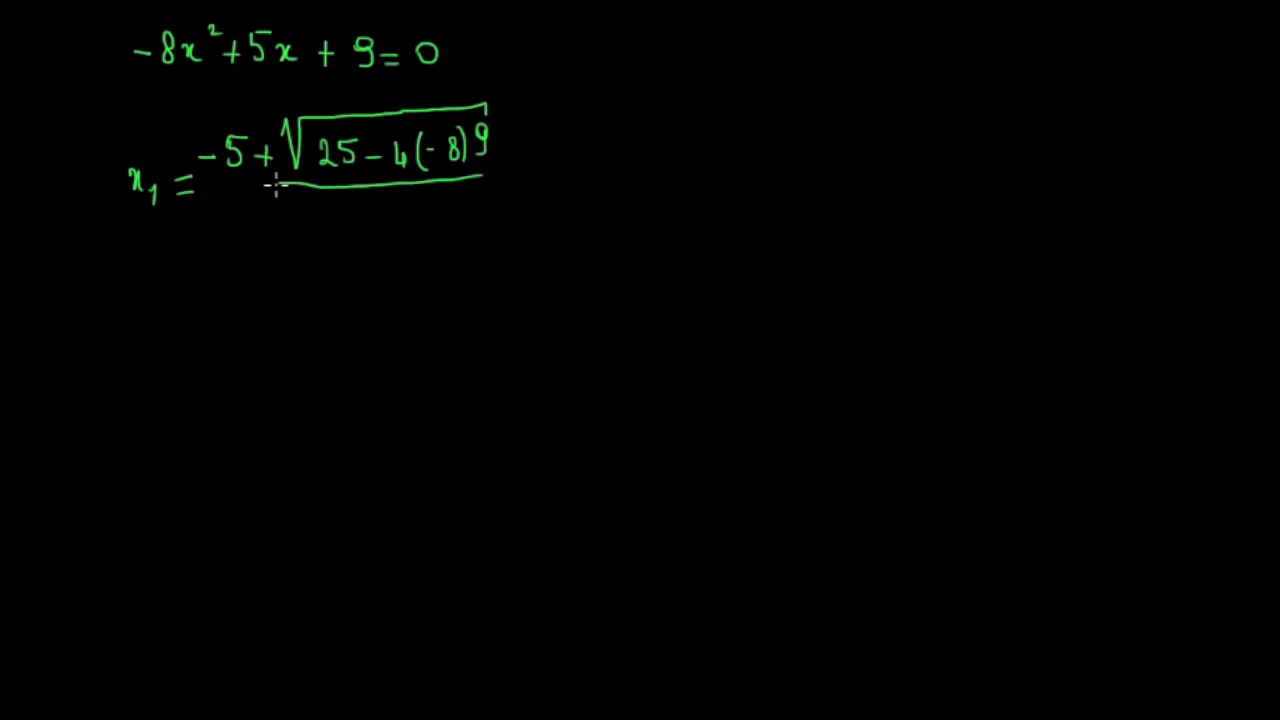 -8x²+5x + 9= 0
x₁ = -5+√25-4(-8)9